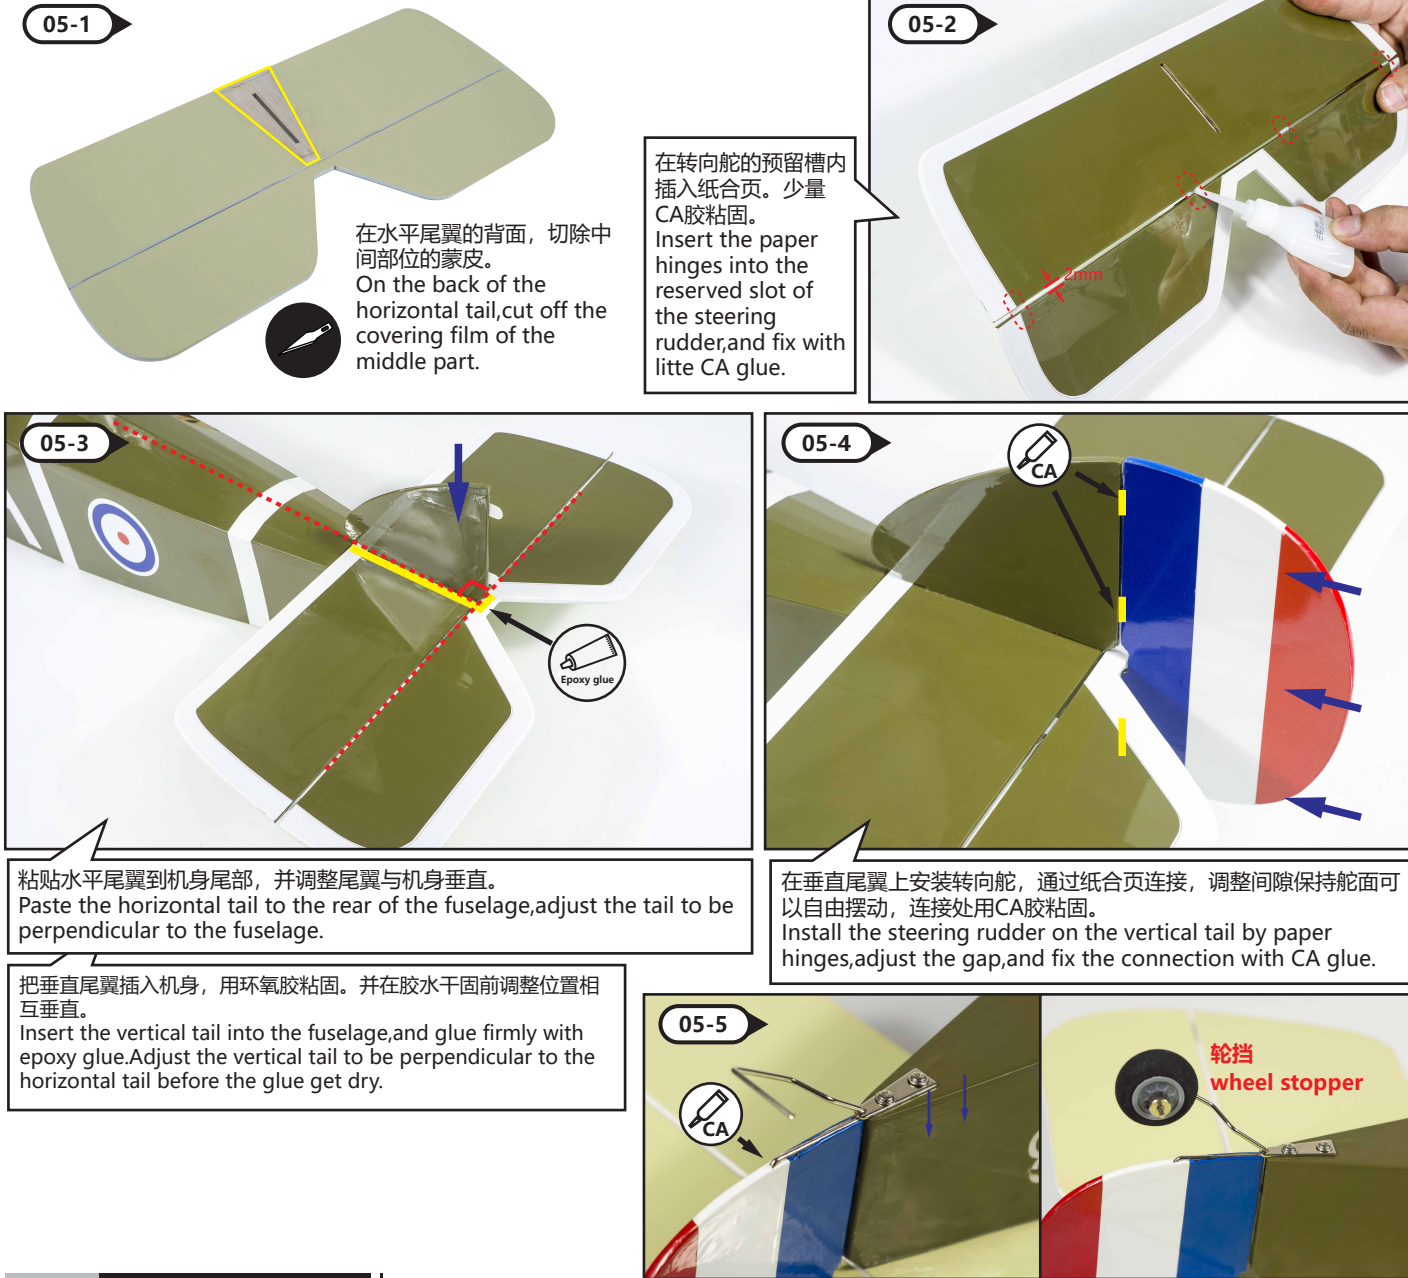 05-1
在水平尾翼的背面，切除中
间部位的蒙皮。
On the back of the
horizontal tail,cut off the
covering film of the
middle part.
05-2
在转向舵的预留槽内
插入纸合页。少量
CA胶粘固。
Insert the paper
hinges into the
reserved slot of
the steering
rudder,and fix with
litte CA glue.
2mm
05-3
Epoxy glue
粘贴水平尾翼到机身尾部，并调整尾翼与机身垂直。
Paste the horizontal tail to the rear of the fuselage,adjust the tail to be
perpendicular to the fuselage.
把垂直尾翼插入机身，用环氧胶粘固。并在胶水干固前调整位置相
互垂直。
Insert the vertical tail into the fuselage,and glue firmly with
epoxy glue.Adjust the vertical tail to be perpendicular to the
horizontal tail before the glue get dry.
05-4
CA
在垂直尾翼上安装转向舵，通过纸合页连接，调整间隙保持舵面可
以自由摆动，连接处用CA胶粘固。
Install the steering rudder on the vertical tail by paper
hinges,adjust the gap,and fix the connection with CA glue.
05-5
CA
轮挡
wheel stopper